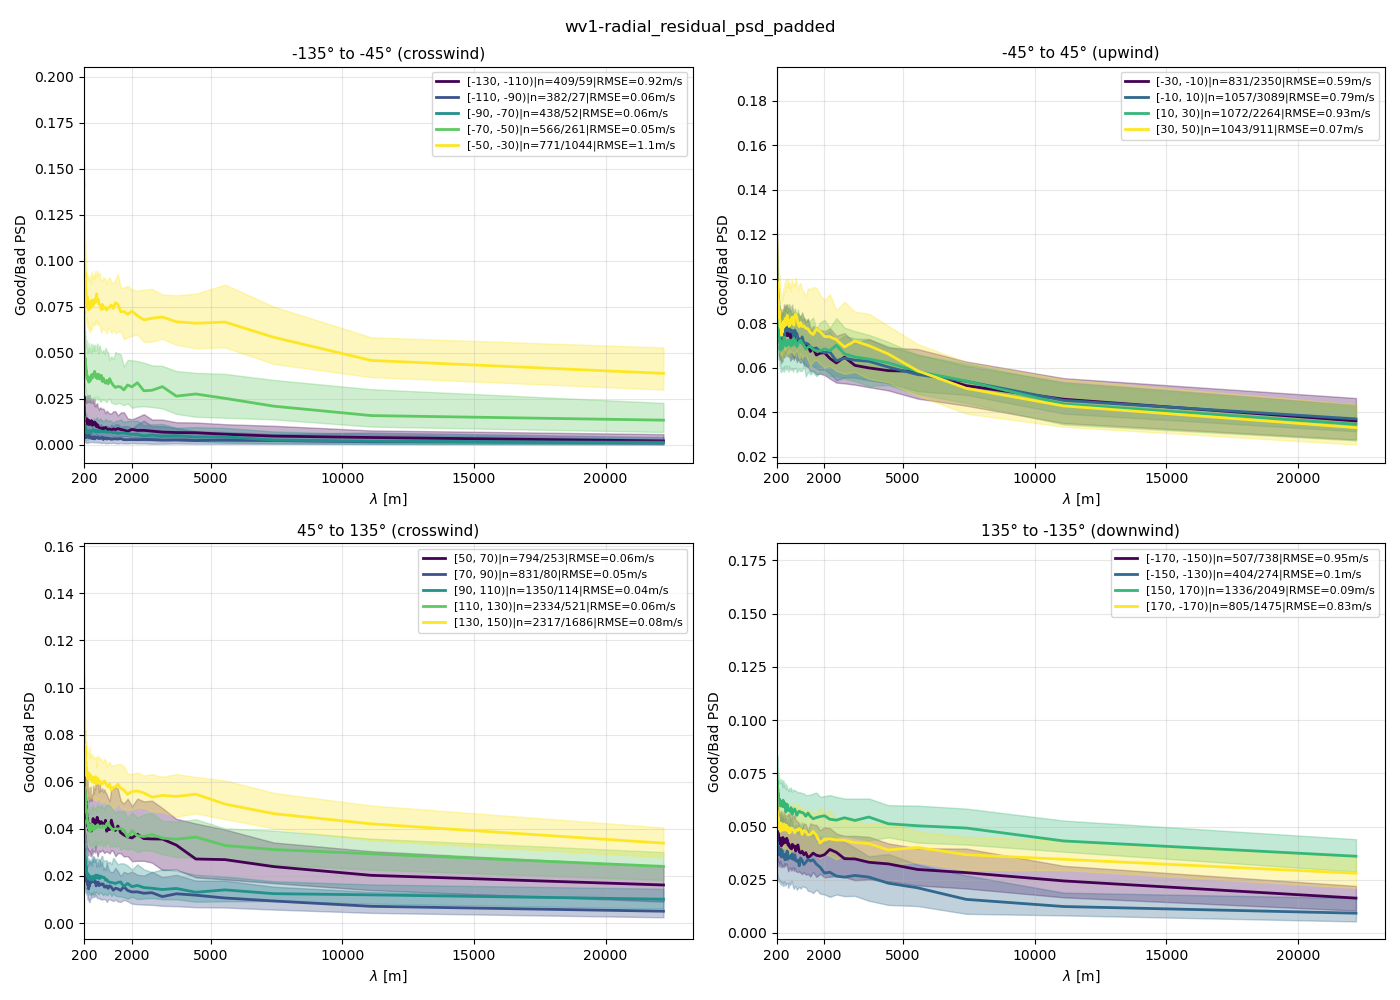 wv1-radial_residual_psd_padded
-135° to -45° (crosswind)
0.200
0.175
0.150
0.125
0.100
0.075
0.050
0.025
0.000
Good/Bad PSD
[-130, -110)|n=409/59|RMSE=0.92m/s
[-110, -90)|n=382/27|RMSE=0.06m/s
[-90, -70)|n=438/52|RMSE=0.06m/s
[-70, -50)|n=566/261|RMSE=0.05m/s
[-50, -30)|n=771/1044|RMSE=1.1m/s
200 2000 5000 10000 15000 20000
λ [m]
-45° to 45° (upwind)
0.18
0.16
0.14
0.12
0.10
0.08
0.06
0.04
0.02
Good/Bad PSD
[-30, -10)|n=831/2350|RMSE=0.59m/s
[-10, 10)|n=1057/3089|RMSE=0.79m/s
[10, 30)|n=1072/2264|RMSE=0.93m/s
[30, 50)|n=1043/911|RMSE=0.07m/s
200 2000 5000 10000 15000 20000
λ [m]
45° to 135° (crosswind)
0.16
0.14
0.12
0.10
0.08
0.06
0.04
0.02
0.00
Good/Bad PSD
[50, 70)|n=794/253|RMSE=0.06m/s
[70, 90)|n=831/80|RMSE=0.05m/s
[90, 110)|n=1350/114|RMSE=0.04m/s
[110, 130)|n=2334/521|RMSE=0.06m/s
[130, 150)|n=2317/1686|RMSE=0.08m/s
200 2000 5000 10000 15000 20000
λ [m]
135° to -135° (downwind)
0.175
0.150
0.125
0.100
0.075
0.050
0.025
0.000
Good/Bad PSD
[-170, -150)|n=507/738|RMSE=0.95m/s
[-150, -130)|n=404/274|RMSE=0.1m/s
[150, 170)|n=1336/2049|RMSE=0.09m/s
[170, -170)|n=805/1475|RMSE=0.83m/s
200 2000 5000 10000 15000 20000
λ [m]